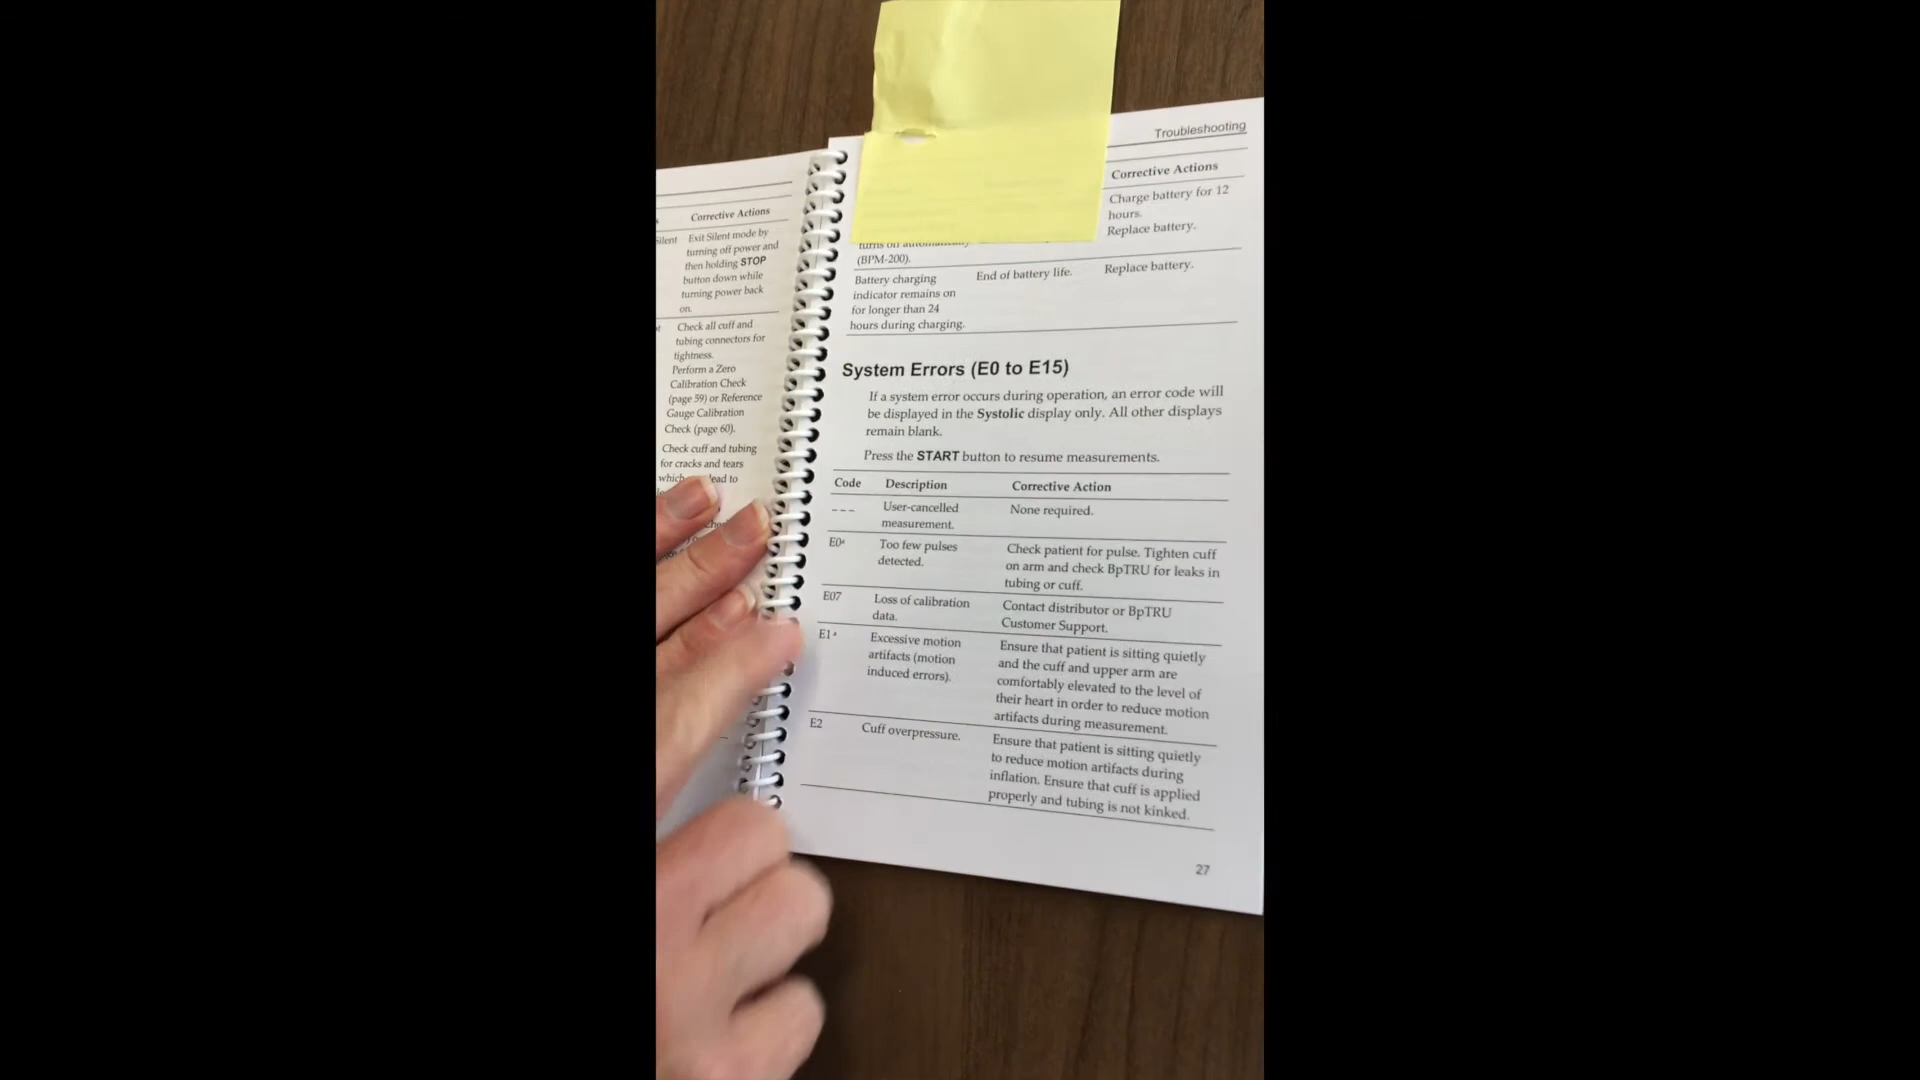 Corrective Actions
Silent Exit Silent mode by
turning off power and
then holding STOP
button down while
turning power back
on.
Check all cuff and
tubing connectors for
tightness.
Perform a Zero
Calibration Check
(page 59) or Reference
Gauge Calibration
Check (page 60).
Check cuff and tubing
for cracks and tears
which lead to
Troubleshooting
Corrective Actions
Charge battery for 12
hours.
Replace battery.
turns off automatically
(BPM-200).
Battery charging
indicator remains on
for longer than 24
hours during charging.
End of battery life.
Replace battery.
System Errors (E0 to E15)
If a system error occurs during operation, an error code will
be displayed in the Systolic display only. All other displays
remain blank.
Press the START button to resume measurements.
Code Description Corrective Action
--- User-cancelled
measurement.
None required.
E0ᵃ Too few pulses
detected.
Check patient for pulse. Tighten cuff
on arm and check BpTRU for leaks in
tubing or cuff.
E07 Loss of calibration
data.
Contact distributor or BpTRU
Customer Support.
E1ᵃ Excessive motion
artifacts (motion
induced errors).
Ensure that patient is sitting quietly
and the cuff and upper arm are
comfortably elevated to the level of
their heart in order to reduce motion
artifacts during measurement.
E2 Cuff overpressure.
Ensure that patient is sitting quietly
to reduce motion artifacts during
inflation. Ensure that cuff is applied
properly and tubing is not kinked.
27